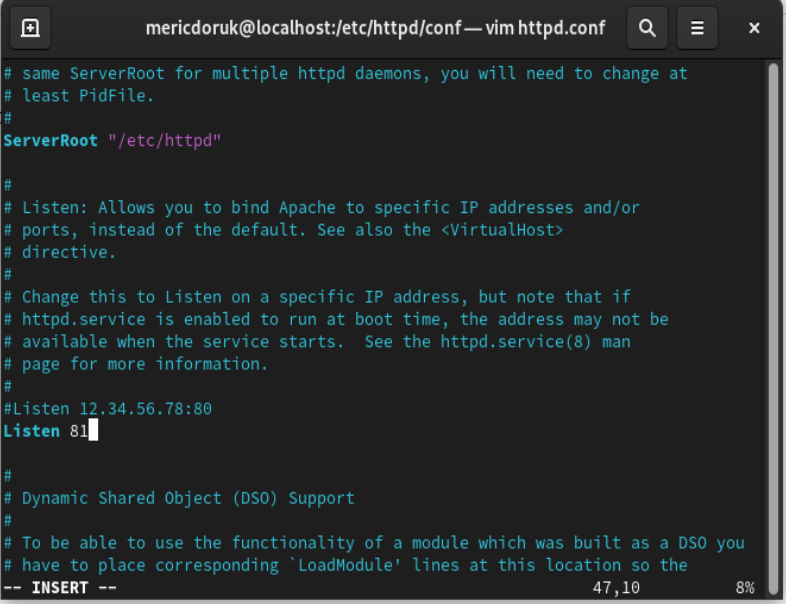 mericdoruk@localhost:/etc/httpd/conf — vim httpd.conf
# same ServerRoot for multiple httpd daemons, you will need to change at
# least PidFile.
#
ServerRoot "/etc/httpd"
#
# Listen: Allows you to bind Apache to specific IP addresses and/or
# ports, instead of the default. See also the <VirtualHost>
# directive.
#
# Change this to Listen on a specific IP address, but note that if
# httpd.service is enabled to run at boot time, the address may not be
# available when the service starts.  See the httpd.service(8) man
# page for more information.
#
#Listen 12.34.56.78:80
Listen 81
#
# Dynamic Shared Object (DSO) Support
#
# To be able to use the functionality of a module which was built as a DSO you
# have to place corresponding `LoadModule' lines at this location so the
-- INSERT -- 47,10 8%